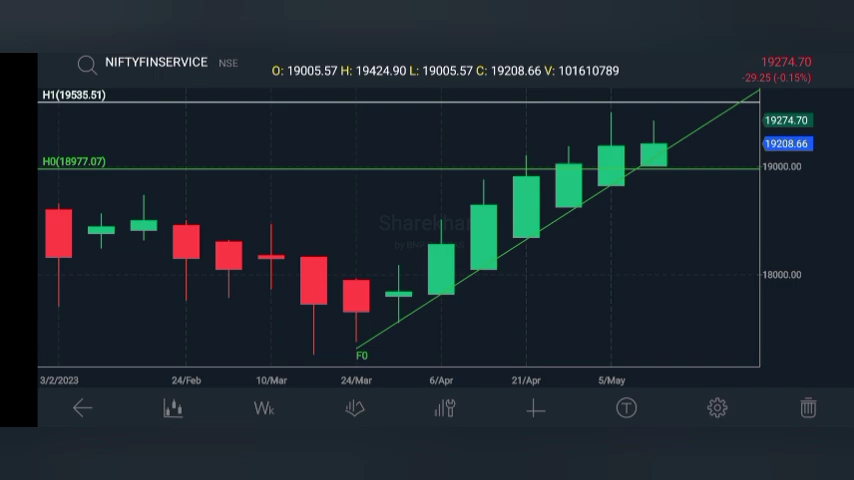 NIFTYFINSERVICE NSE
O: 19005.57 H: 19424.90 L: 19005.57 C: 19208.66 V: 101610789
19274.70
-29.25 (-0.15%)
H1(19535.51)
19274.70
19208.66
H0(18977.07)
19000.00
Sharekhan
18000.00
F0
3/2/2023 24/Feb 10/Mar 24/Mar 6/Apr 21/Apr 5/May
Wk
T